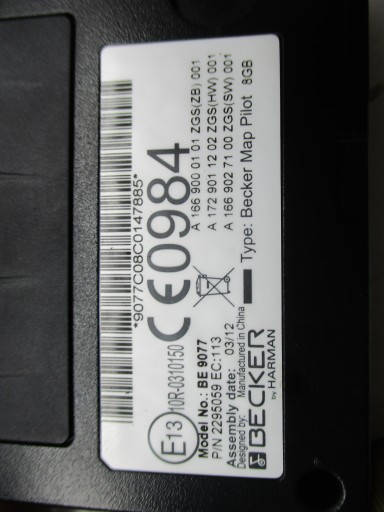 *9077C08C0147885*
E13
10R-0310150
CE0984
Model No.: BE 9077
P/N 2295059 EC:113
Assembly date: 03/12
Designed by: Manufactured in China
BECKER
by HARMAN
A 166 900 01 01 ZGS(ZB) 001
A 172 901 12 02 ZGS(HW) 001
A 166 902 71 00 ZGS(SW) 001
Type: Becker Map Pilot 8GB